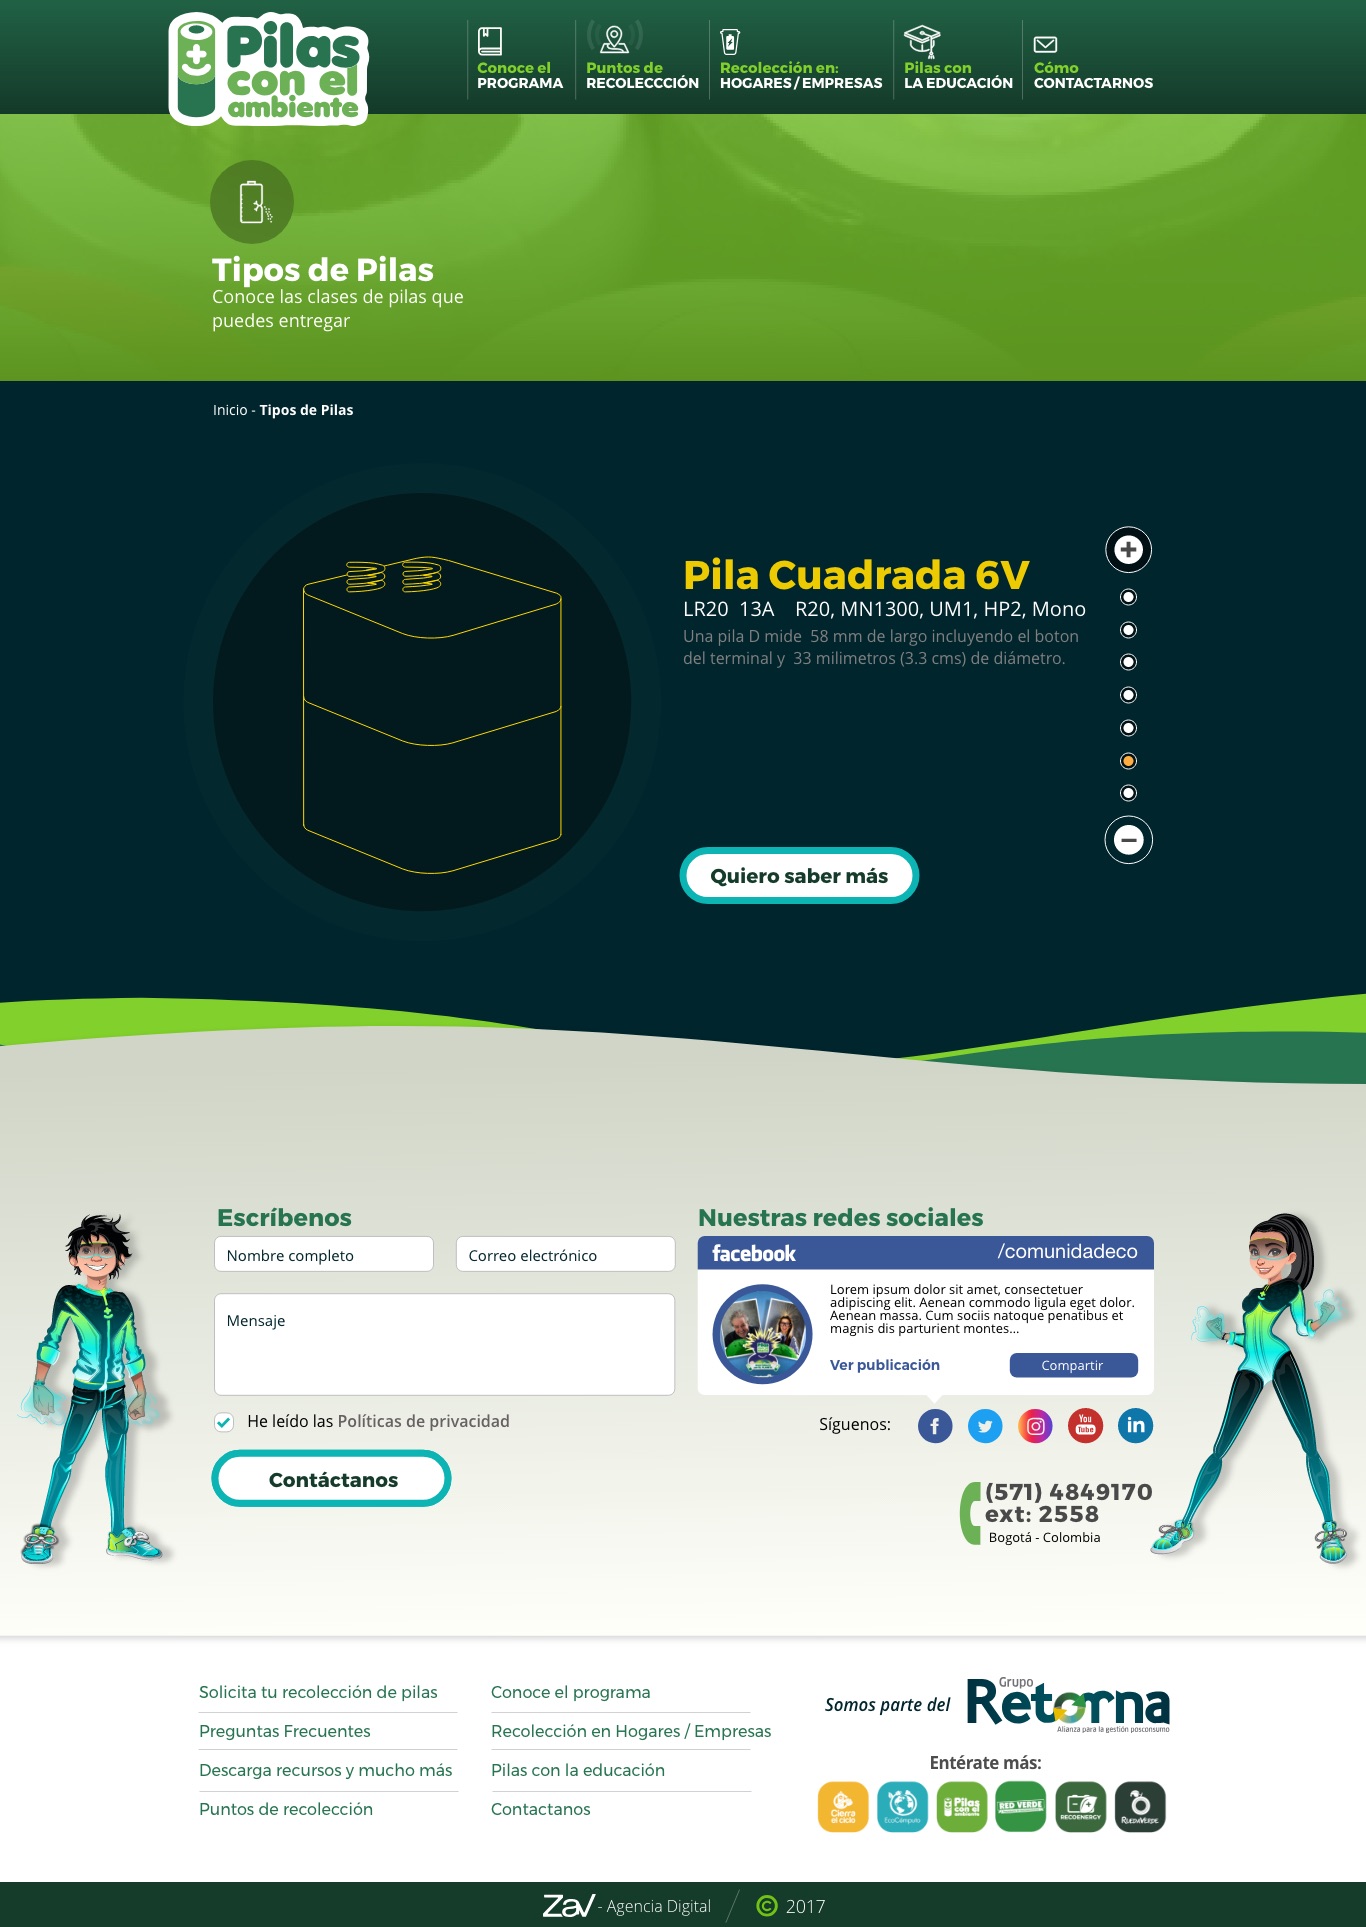 Pilas
con el
ambiente
Conoce el
PROGRAMA
Puntos de
RECOLECCCIÓN
Recolección en:
HOGARES / EMPRESAS
Pilas con
LA EDUCACIÓN
Cómo
CONTACTARNOS
Tipos de Pilas
Conoce las clases de pilas que
puedes entregar
Inicio - Tipos de Pilas
Pila Cuadrada 6V
LR20 13A R20, MN1300, UM1, HP2, Mono
Una pila D mide 58 mm de largo incluyendo el boton
del terminal y 33 milimetros (3.3 cms) de diámetro.
Quiero saber más
Escríbenos
Nombre completo
Correo electrónico
Mensaje
He leído las Políticas de privacidad
Contáctanos
Nuestras redes sociales
facebook
/comunidadeco
Lorem ipsum dolor sit amet, consectetuer
adipiscing elit. Aenean commodo ligula eget dolor.
Aenean massa. Cum sociis natoque penatibus et
magnis dis parturient montes...
Ver publicación
Compartir
Síguenos:
f
You
Tube
in
(571) 4849170
ext: 2558
Bogotá - Colombia
Solicita tu recolección de pilas
Preguntas Frecuentes
Descarga recursos y mucho más
Puntos de recolección
Conoce el programa
Recolección en Hogares / Empresas
Pilas con la educación
Contactanos
Somos parte del
Grupo
Retorna
Alianza para la gestión posconsumo
Entérate más:
Cierra
el ciclo
EcoCómputo
Pilas
con el
ambiente
RED VERDE
RECOENERGY
RUEDAVERDE
Zav - Agencia Digital
© 2017